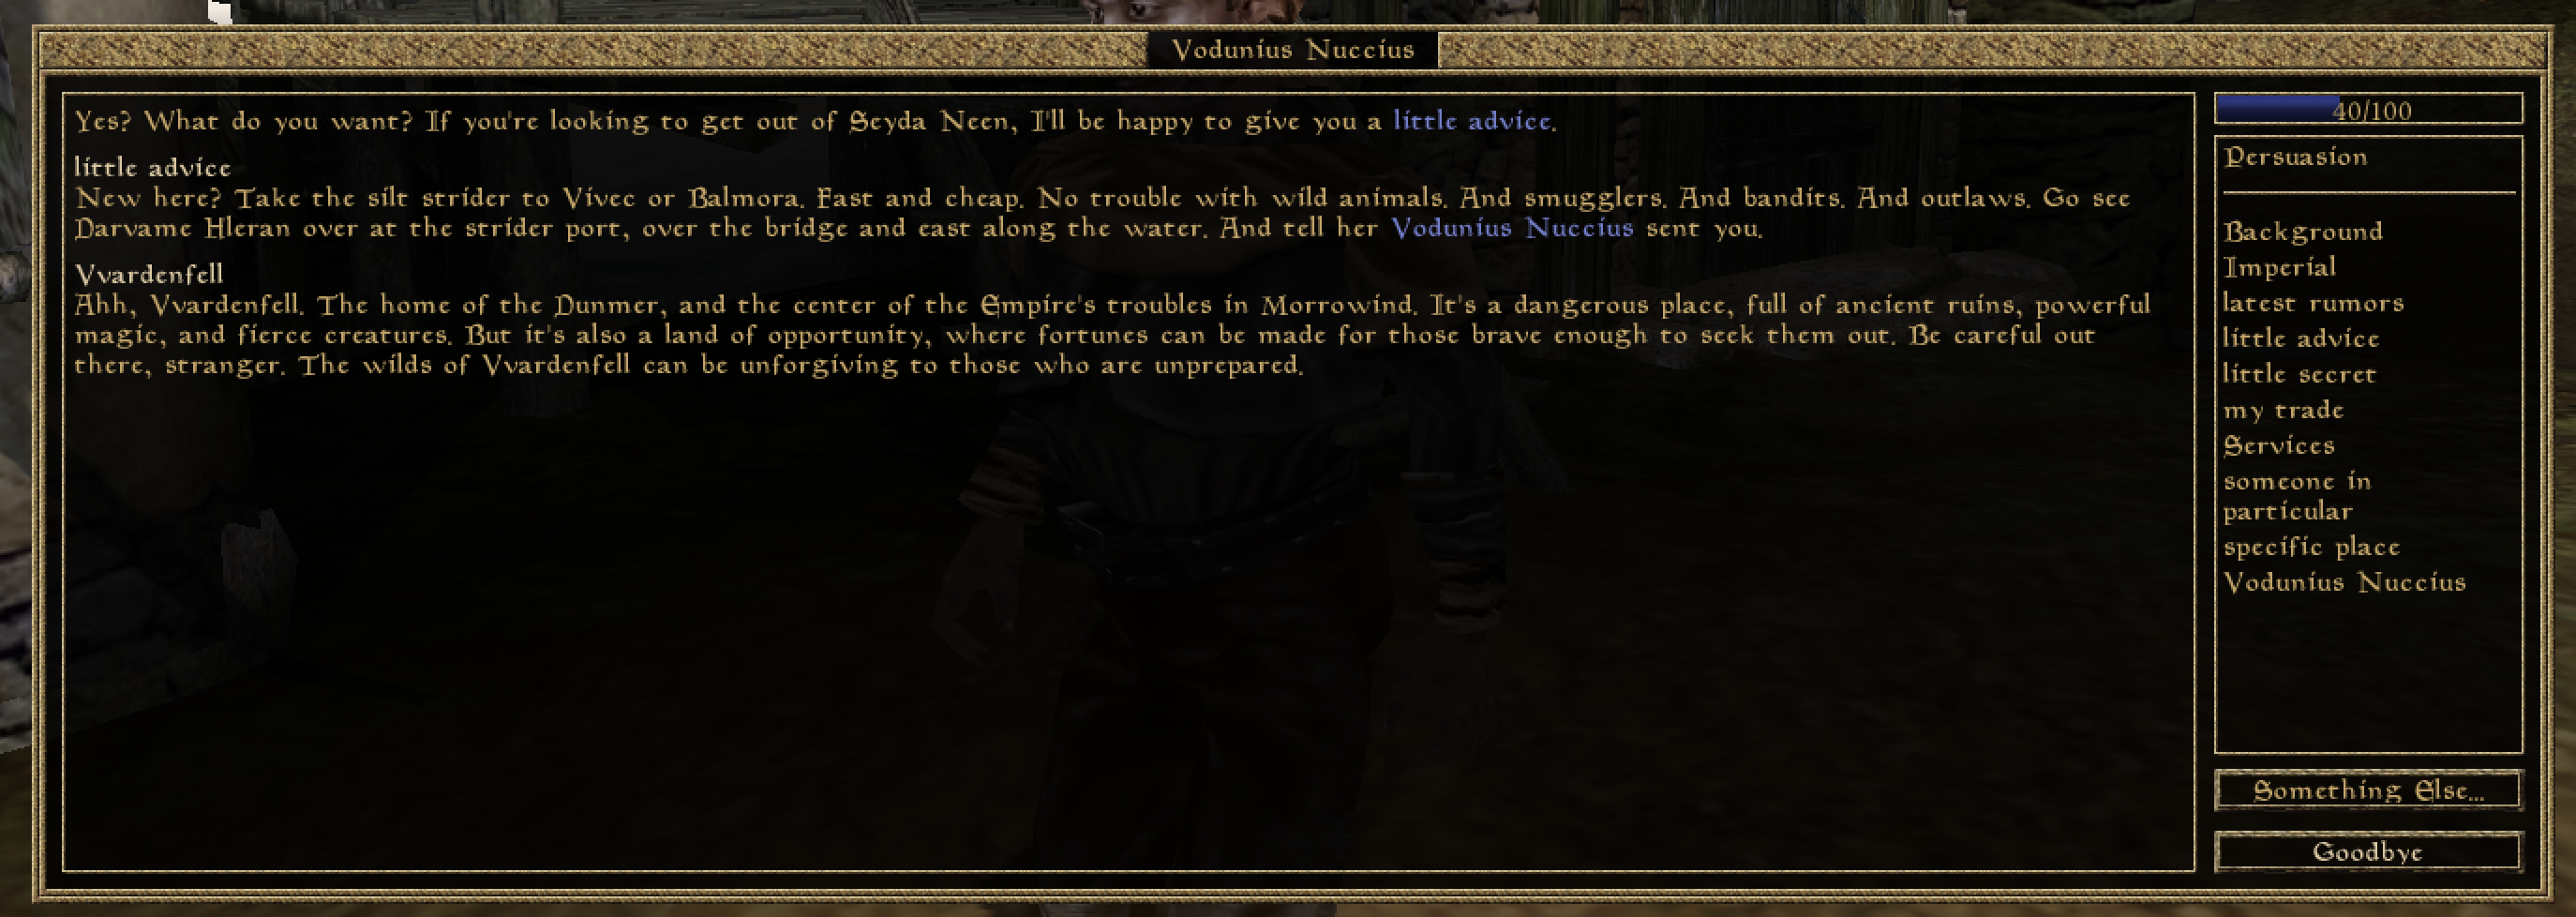 Vodunius Nuccius
Yes? What do you want? If you're looking to get out of Seyda Neen, I'll be happy to give you a little advice.
little advice
New here? Take the silt strider to Vivec or Balmora. Fast and cheap. No trouble with wild animals. And smugglers. And bandits. And outlaws. Go see
Darvame Hleran over at the strider port, over the bridge and east along the water. And tell her Vodunius Nuccius sent you.
Vvardenfell
Ahh, Vvardenfell. The home of the Dunmer, and the center of the Empire's troubles in Morrowind. It's a dangerous place, full of ancient ruins, powerful
magic, and fierce creatures. But it's also a land of opportunity, where fortunes can be made for those brave enough to seek them out. Be careful out
there, stranger. The wilds of Vvardenfell can be unforgiving to those who are unprepared.
40/100
Persuasion
Background
Imperial
latest rumors
little advice
little secret
my trade
Services
someone in
particular
specific place
Vodunius Nuccius
Something Else...
Goodbye